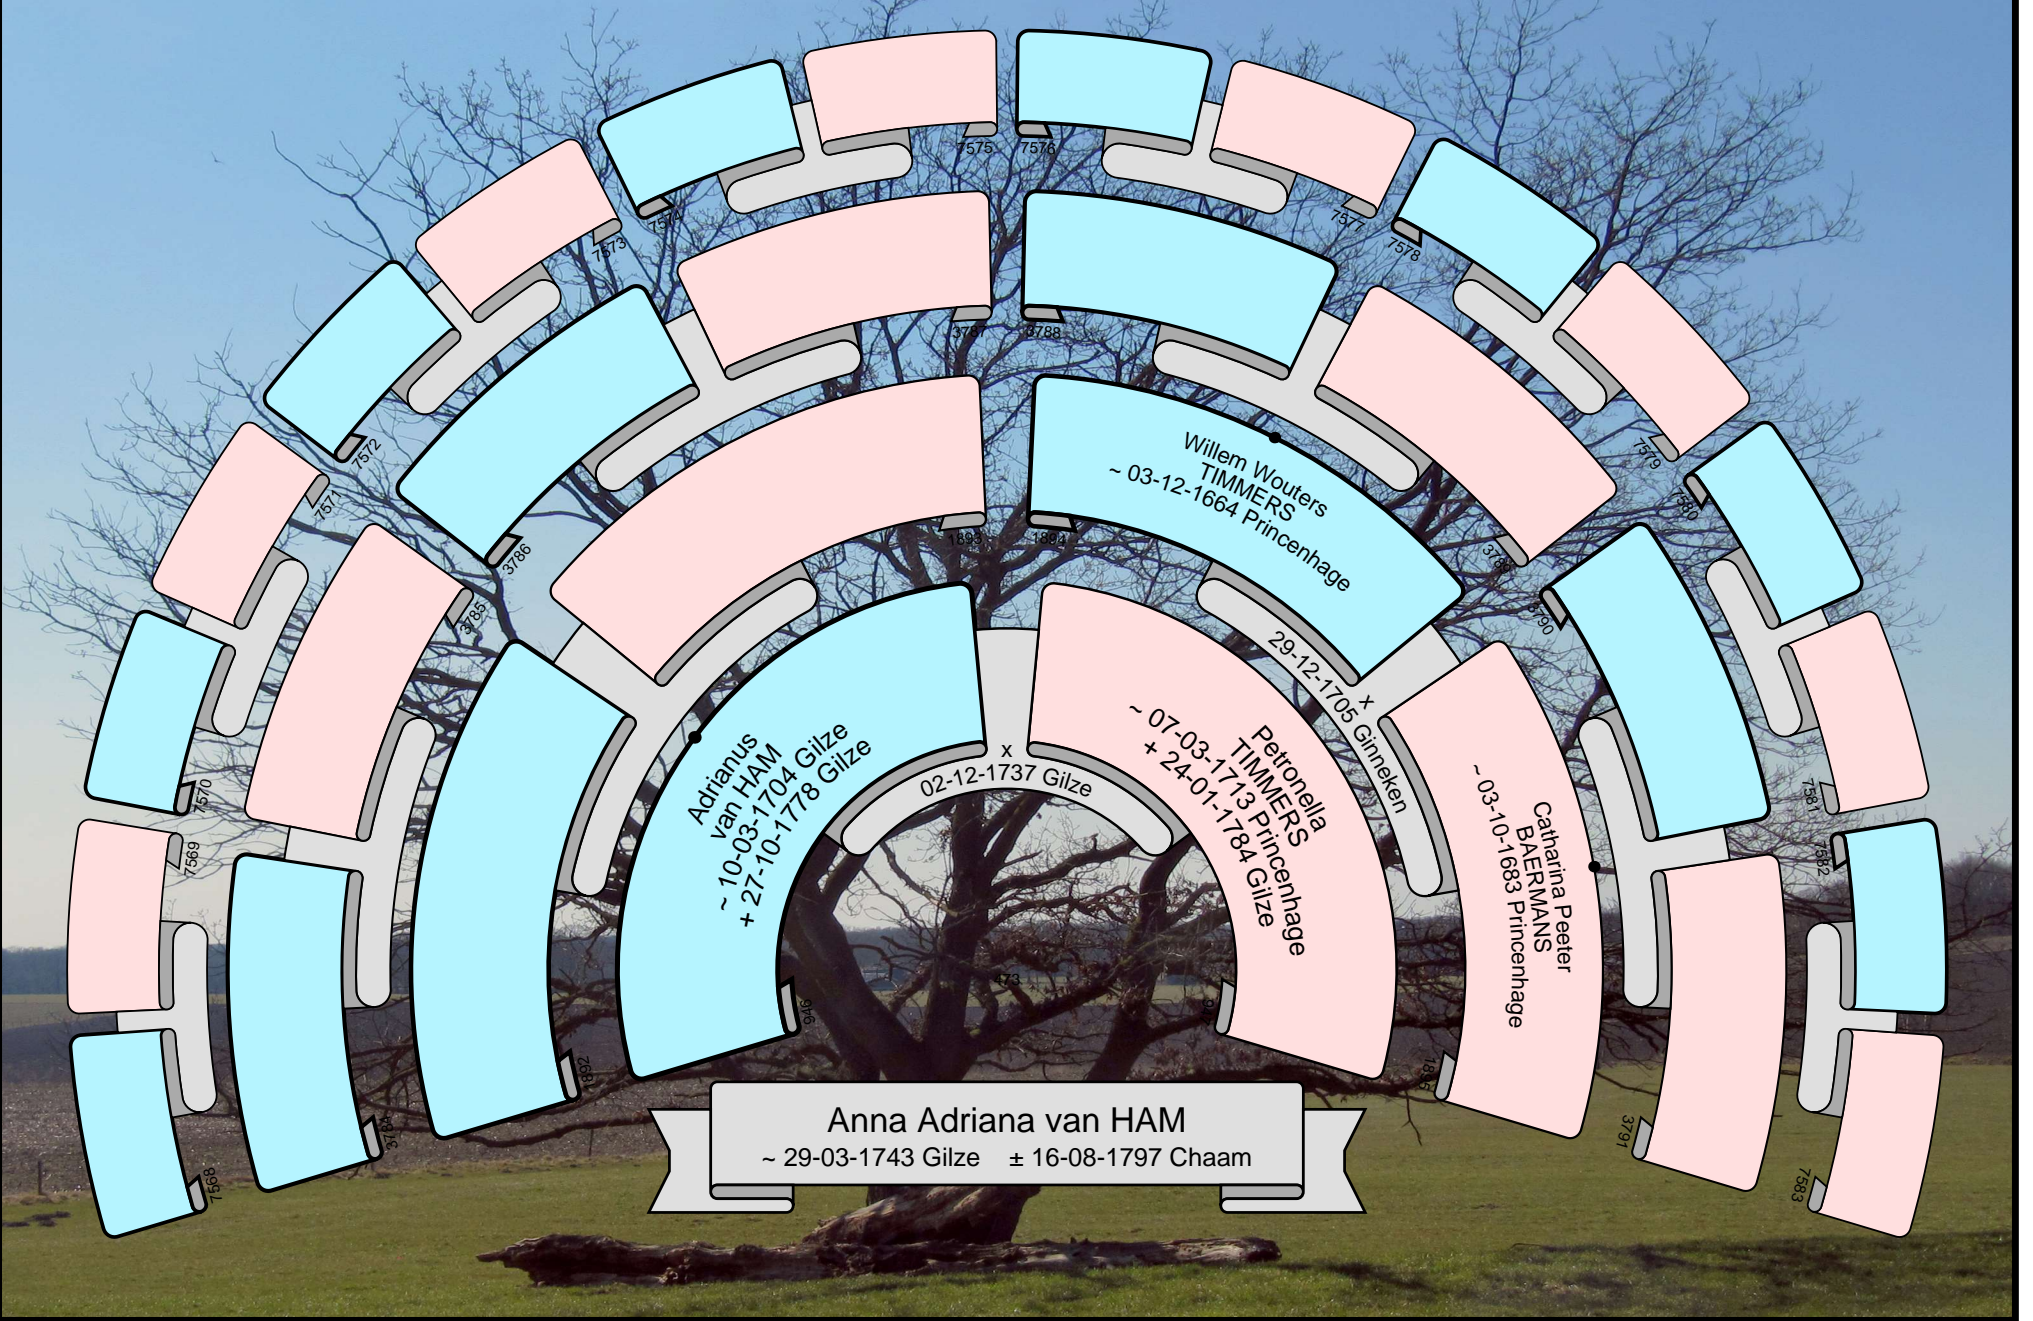 7575
7576
7574
7577
7573
7578
3787
3788
7572
7579
Willem Wouters
TIMMERS
~ 03-12-1664 Princenhage
7571
7580
1893
1894
3786
3789
3785
3790
29-12-1705 Ginneken
x
Adrianus
van HAM
~ 10-03-1704 Gilze
+ 27-10-1778 Gilze
x
02-12-1737 Gilze
Petronella
TIMMERS
~ 07-03-1713 Princenhage
+ 24-01-1784 Gilze
Catharina Peeter
BAERMANS
~ 03-10-1683 Princenhage
7570
7581
7569
7582
473
946
1892
3784
3791
7568
7583
Anna Adriana van HAM
~ 29-03-1743 Gilze ± 16-08-1797 Chaam